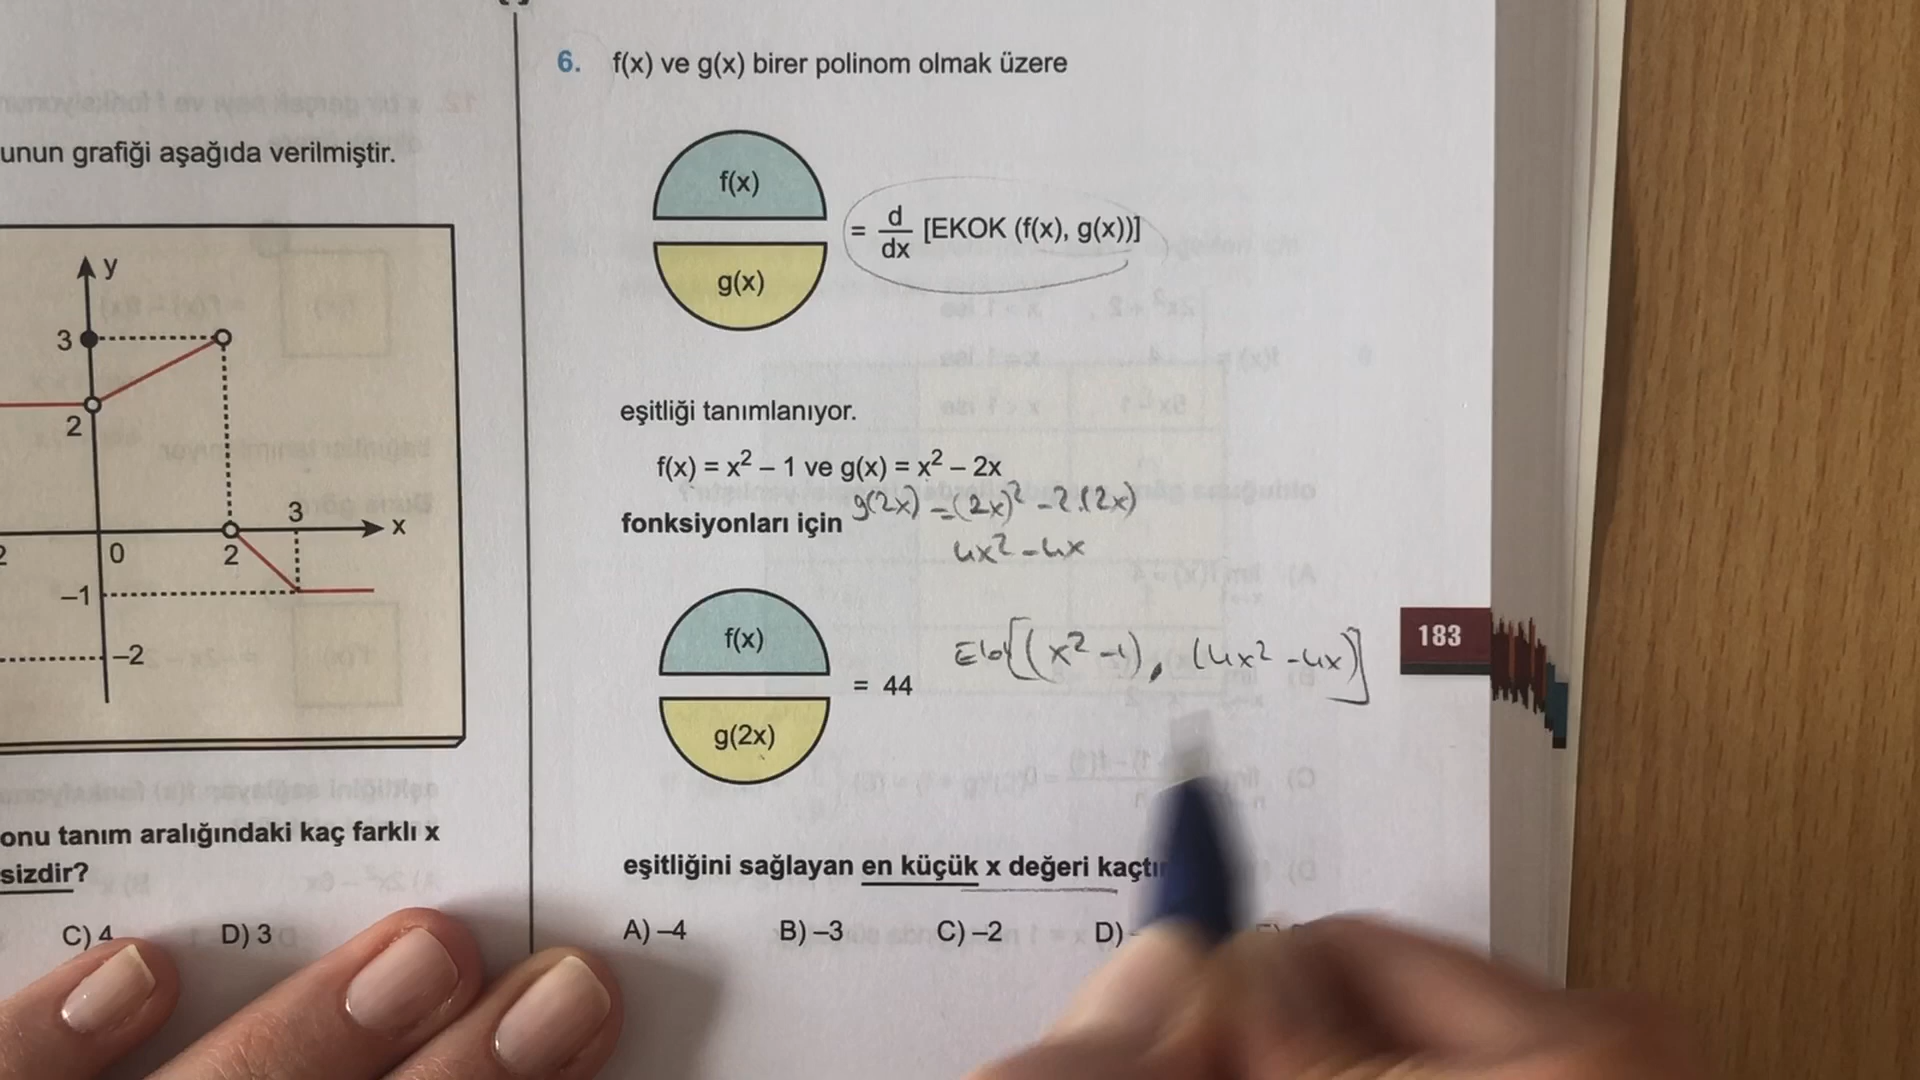 unun grafiği aşağıda verilmiştir.
y
3
2
3
x
0
2
–1
–2
onu tanım aralığındaki kaç farklı x
sizdir?
C) 4
D) 3
6. f(x) ve g(x) birer polinom olmak üzere
f(x)
g(x)
= d/dx [EKOK (f(x), g(x))]
eşitliği tanımlanıyor.
f(x) = x² – 1 ve g(x) = x² – 2x
g(2x) = (2x)² – 2.(2x)
fonksiyonları için
4x² – 4x
f(x)
g(2x)
= 44
[(x² – 1), (4x² – 4x)]
183
eşitliğini sağlayan en küçük x değeri
A) –4
B) –3
C) –2
D) –